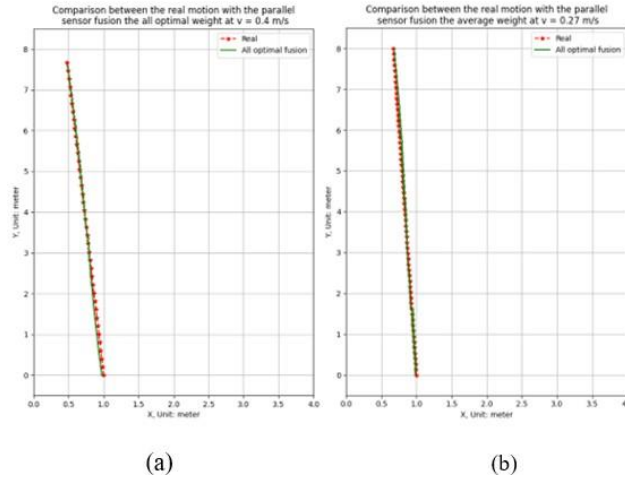 Comparison between the real motion with the parallel
sensor fusion the all optimal weight at v = 0.4 m/s
Real
All optimal fusion
8
7
6
5
4
3
2
1
0
Y, Unit: meter
0.0 0.5 1.0 1.5 2.0 2.5 3.0 3.5 4.0
X, Unit: meter
(a)
Comparison between the real motion with the parallel
sensor fusion the average weight at v = 0.27 m/s
Real
All optimal fusion
8
7
6
5
4
3
2
1
0
Y, Unit: meter
0.0 0.5 1.0 1.5 2.0 2.5 3.0 3.5 4.
X, Unit: meter
(b)